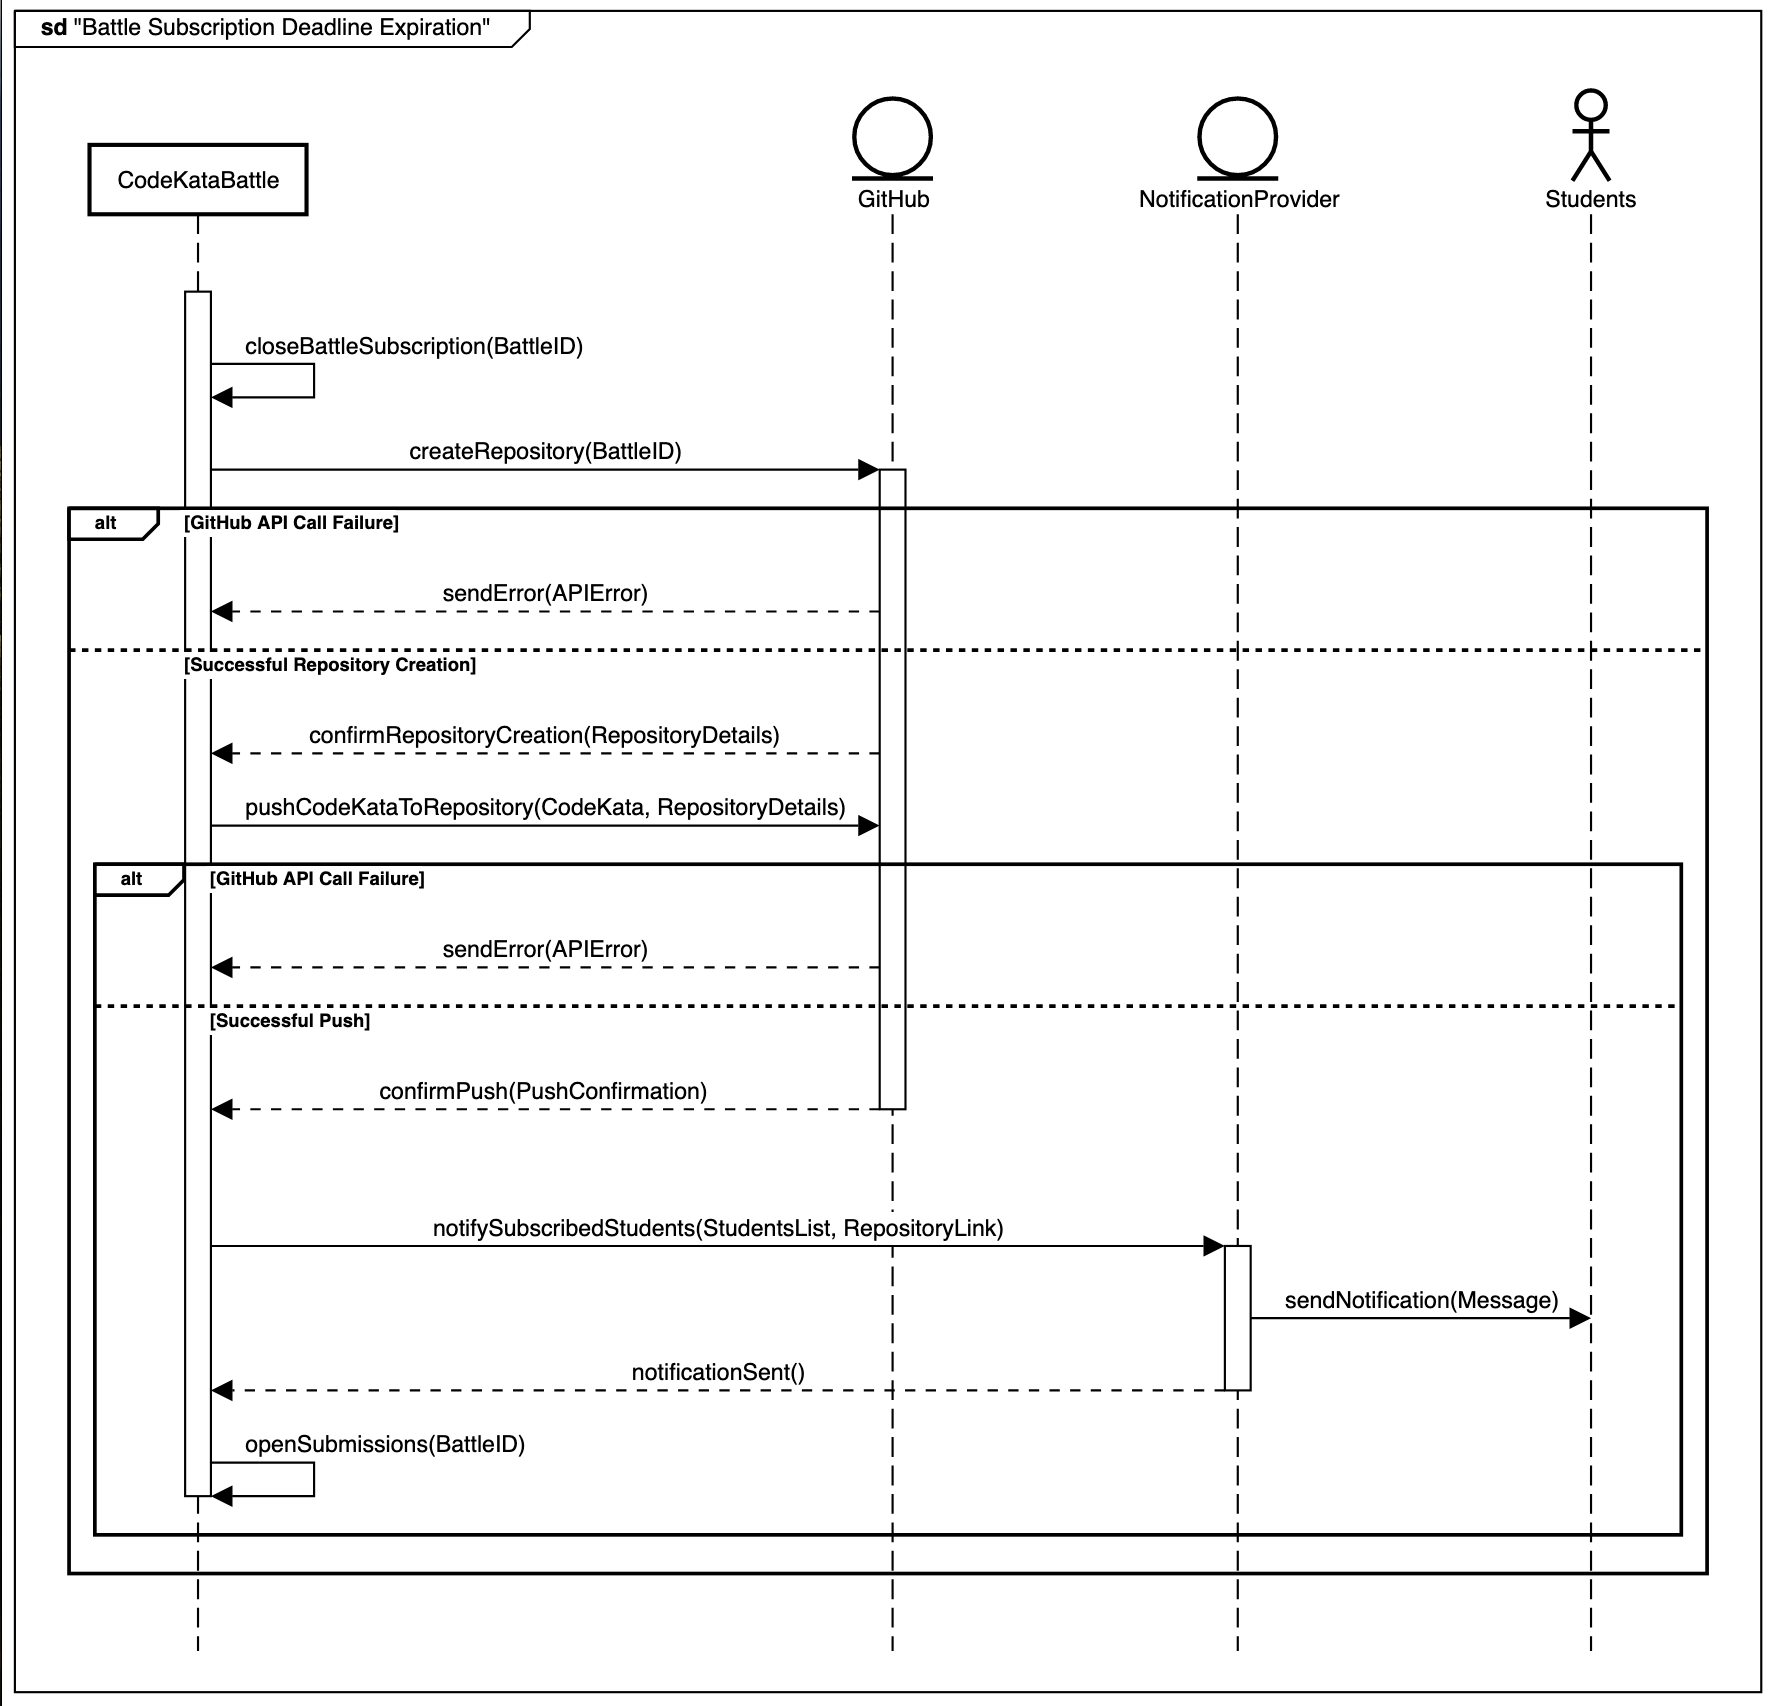 sd "Battle Subscription Deadline Expiration"
CodeKataBattle
GitHub
NotificationProvider
Students
closeBattleSubscription(BattleID)
createRepository(BattleID)
alt
[GitHub API Call Failure]
sendError(APIError)
[Successful Repository Creation]
confirmRepositoryCreation(RepositoryDetails)
pushCodeKataToRepository(CodeKata, RepositoryDetails)
alt
[GitHub API Call Failure]
sendError(APIError)
[Successful Push]
confirmPush(PushConfirmation)
notifySubscribedStudents(StudentsList, RepositoryLink)
sendNotification(Message)
notificationSent()
openSubmissions(BattleID)